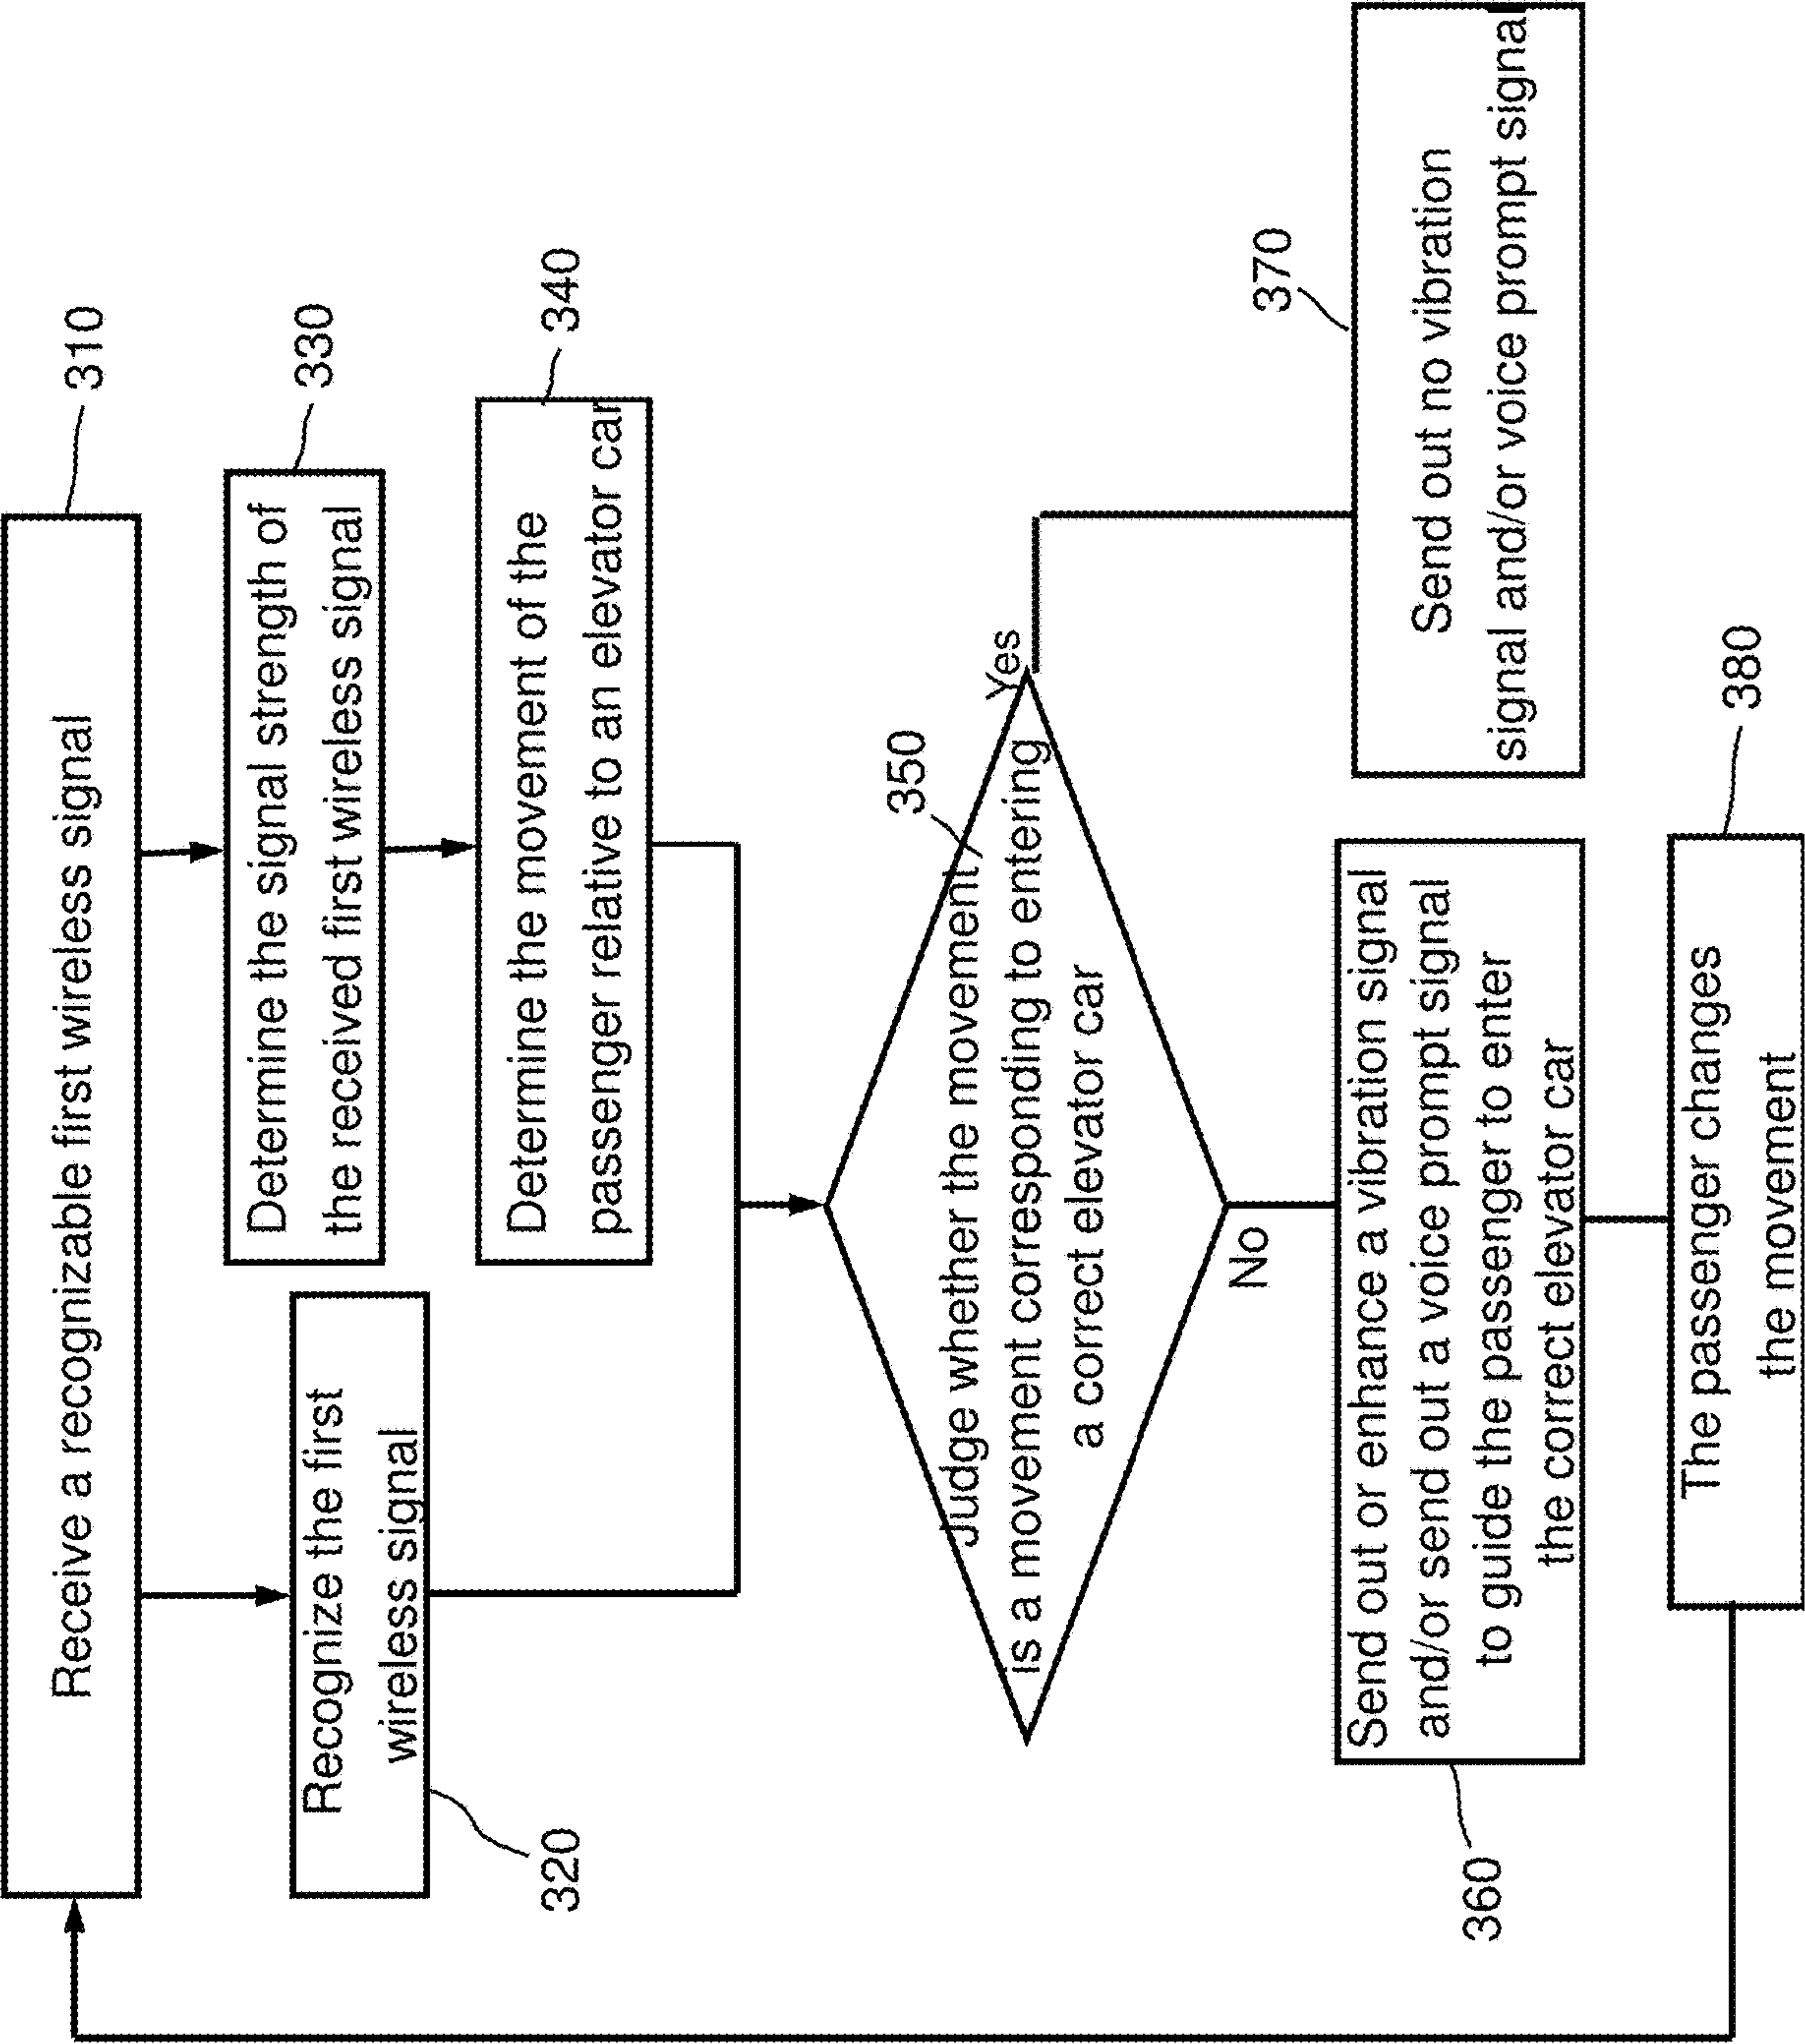 Receive a recognizable first wireless signal
310
Recognize the first
wireless signal
320
Determine the signal strength of
the received first wireless signal
330
Determine the movement of the
passenger relative to an elevator car
340
350
Judge whether the movement
is a movement corresponding to entering
a correct elevator car
Yes
No
Send out or enhance a vibration signal
and/or send out a voice prompt signal
to guide the passenger to enter
the correct elevator car
360
370
Send out no vibration
signal and/or voice prompt signal
The passenger changes
the movement
380